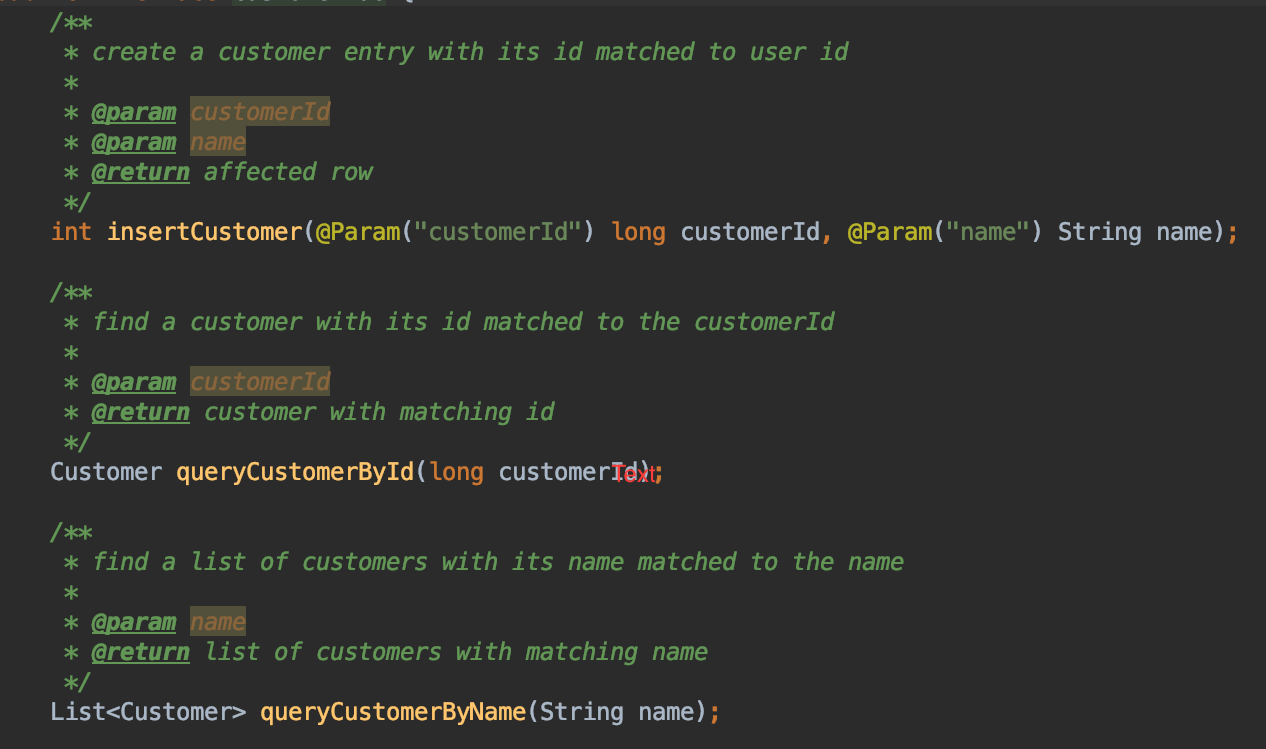 /**
* create a customer entry with its id matched to user id
*
* @param customerId
* @param name
* @return affected row
*/
int insertCustomer(@Param("customerId") long customerId, @Param("name") String name);
/**
* find a customer with its id matched to the customerId
*
* @param customerId
* @return customer with matching id
*/
Customer queryCustomerById(long customerId);
Text
/**
* find a list of customers with its name matched to the name
*
* @param name
* @return list of customers with matching name
*/
List<Customer> queryCustomerByName(String name);